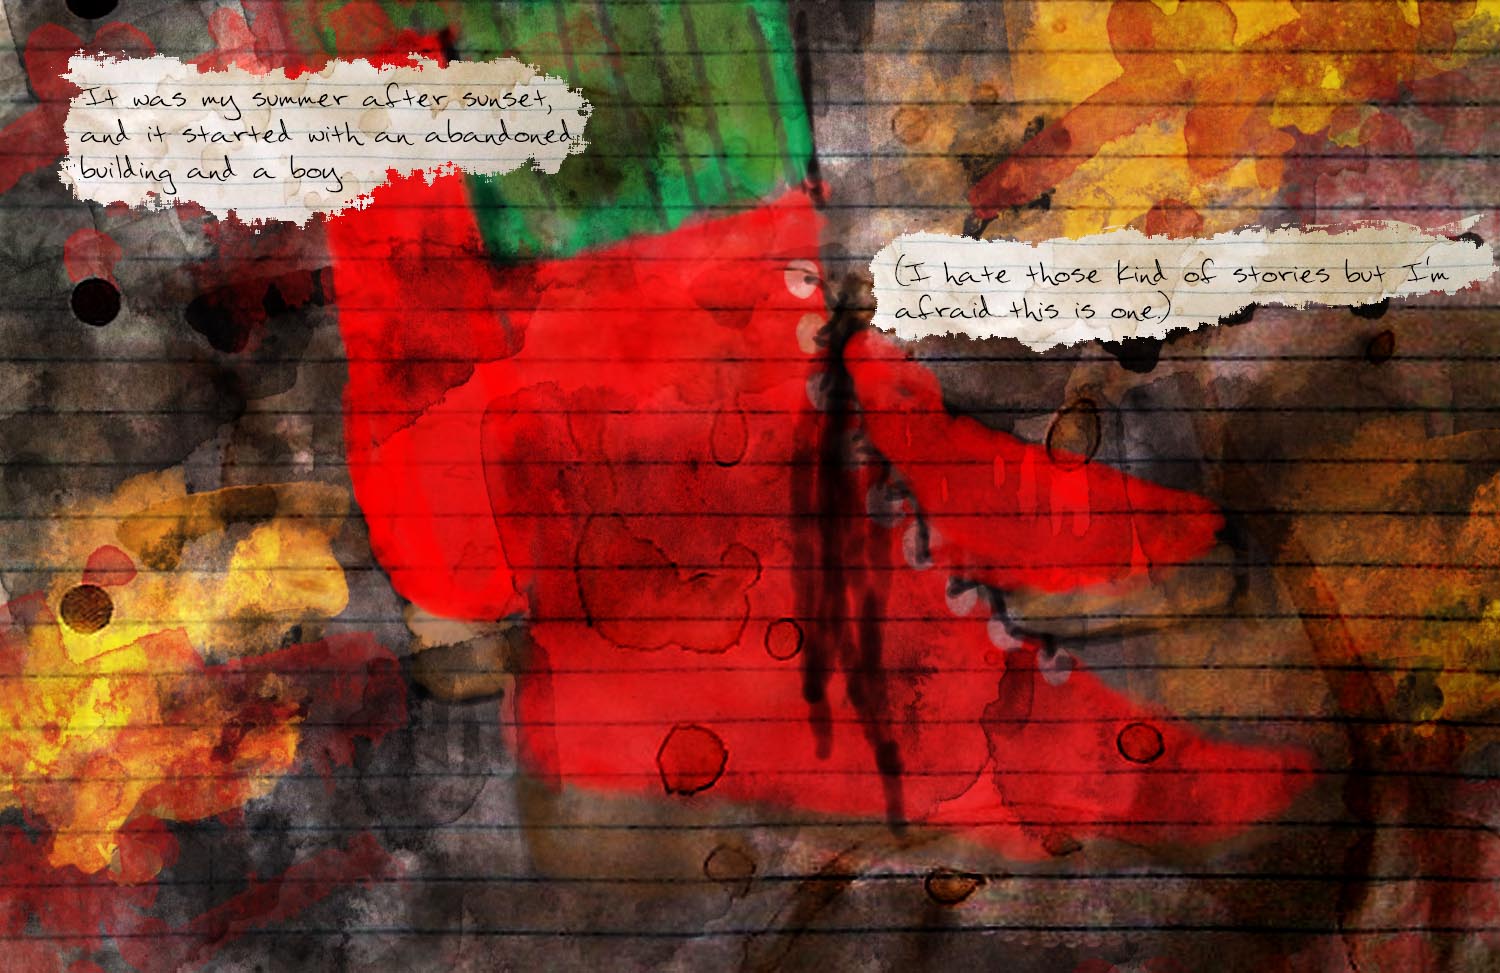 It was my summer after sunset,
and it started with an abandoned
building and a boy.
(I hate those kind of stories but I'm
afraid this is one.)